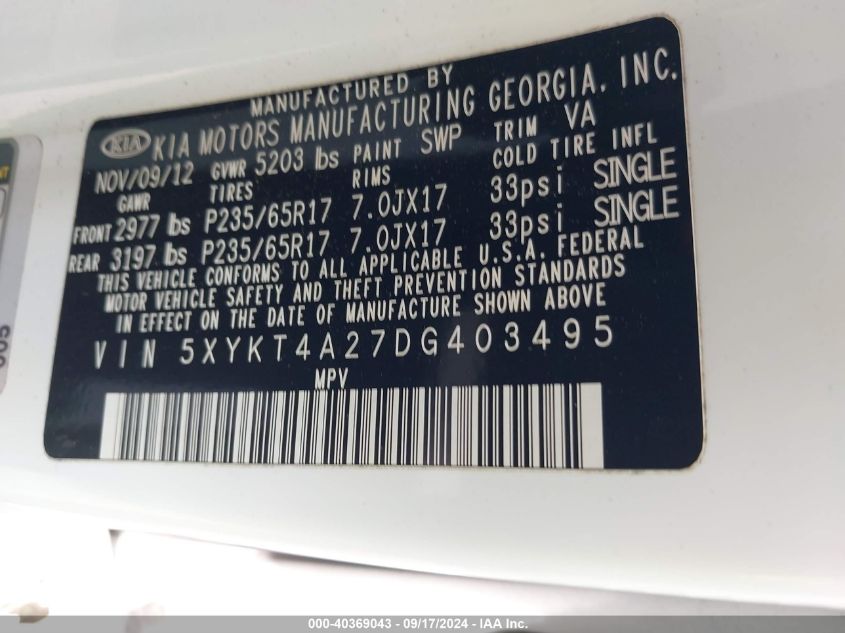 MANUFACTURED BY
KIA KIA MOTORS MANUFACTURING GEORGIA, INC.
NOV/09/12 GVWR 5203 lbs PAINT SWP TRIM VA
GAWR TIRES RIMS COLD TIRE INFL
FRONT 2977 lbs P235/65R17 7.0JX17 33psi SINGLE
REAR 3197 lbs P235/65R17 7.0JX17 33psi SINGLE
THIS VEHICLE CONFORMS TO ALL APPLICABLE U.S.A. FEDERAL
MOTOR VEHICLE SAFETY AND THEFT PREVENTION STANDARDS
IN EFFECT ON THE DATE OF MANUFACTURE SHOWN ABOVE
VIN 5XYKT4A27DG403495
MPV
000-40369043 - 09/17/2024 - IAA Inc.